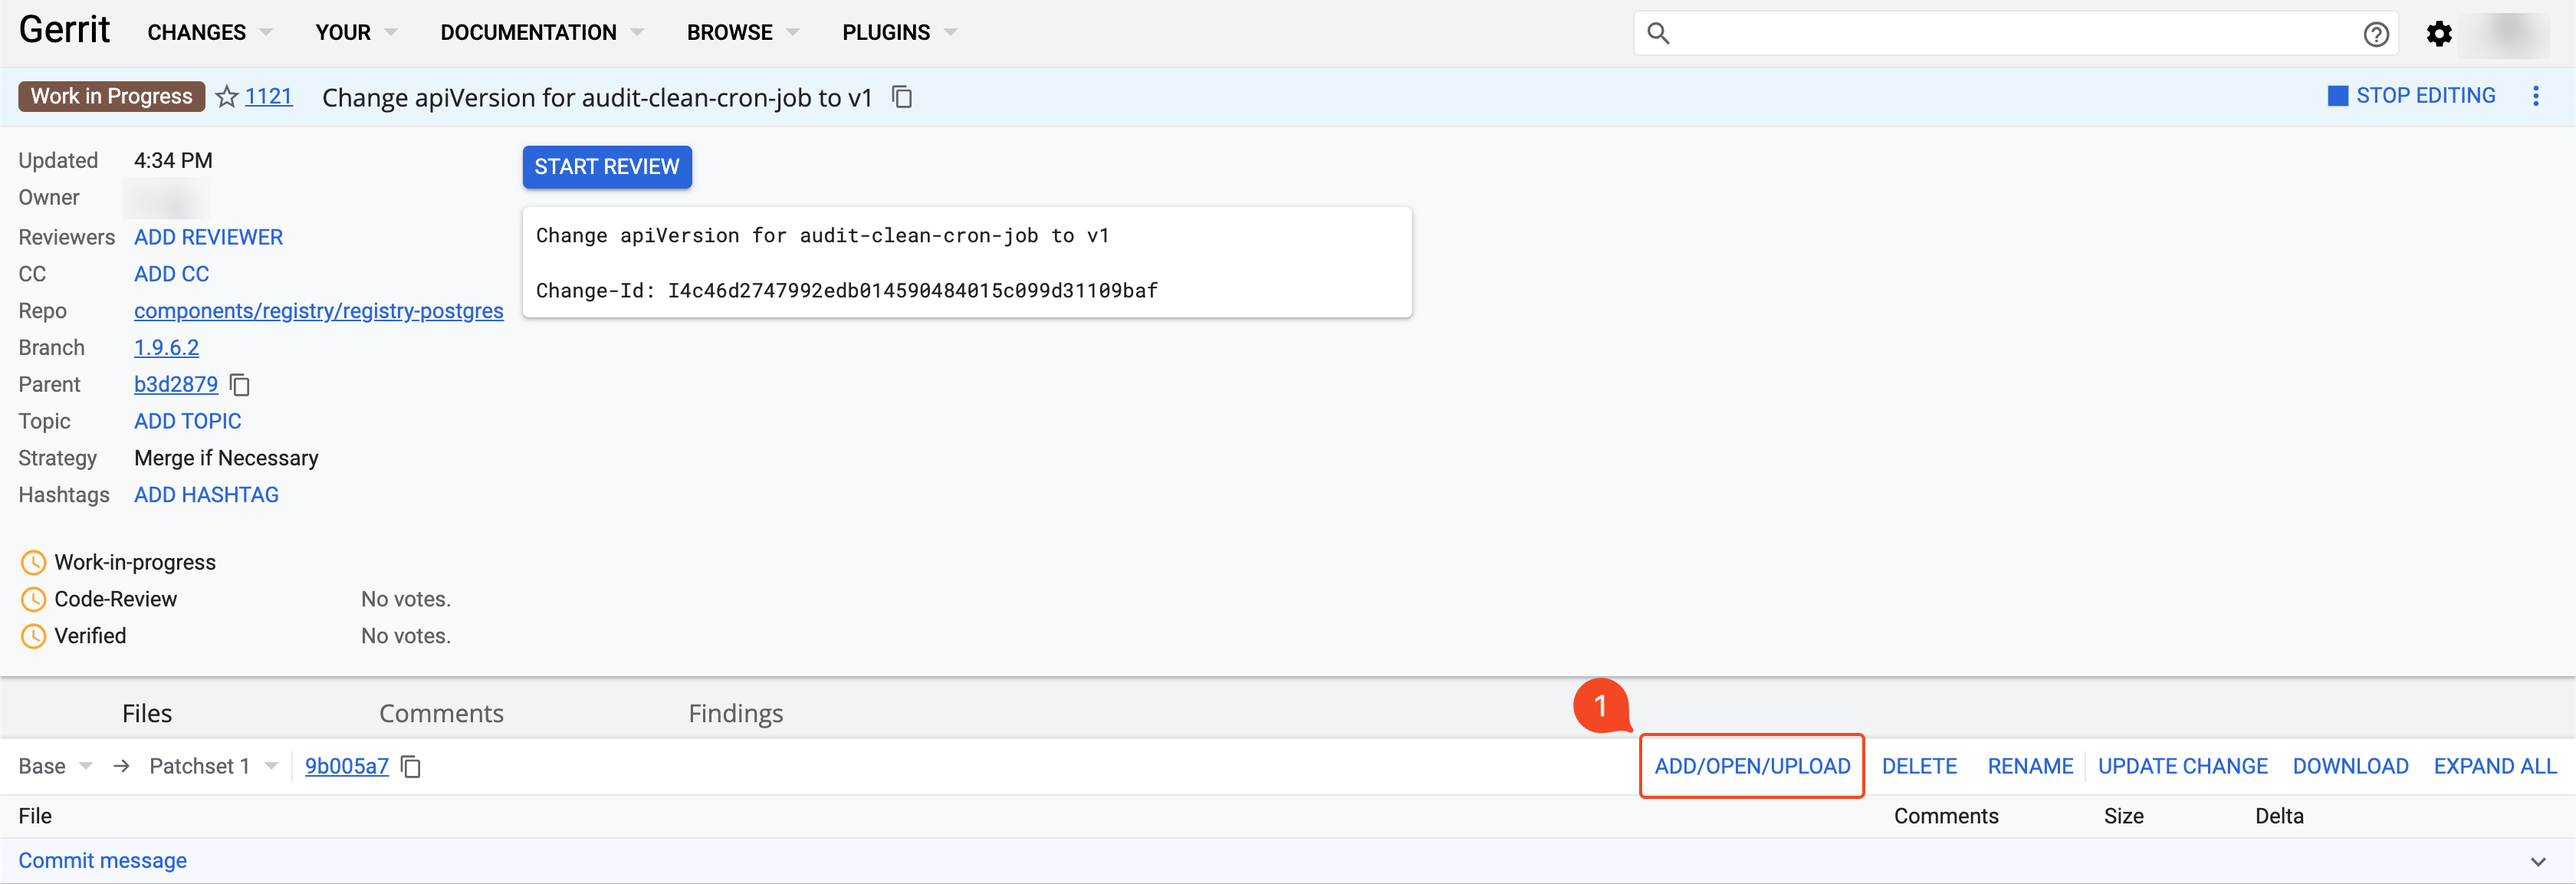 Gerrit CHANGES YOUR DOCUMENTATION BROWSE PLUGINS
Work in Progress 1121 Change apiVersion for audit-clean-cron-job to v1 STOP EDITING
Updated 4:34 PM
START REVIEW
Owner
Reviewers ADD REVIEWER
CC ADD CC
Repo components/registry/registry-postgres
Branch 1.9.6.2
Parent b3d2879
Topic ADD TOPIC
Strategy Merge if Necessary
Hashtags ADD HASHTAG
Change apiVersion for audit-clean-cron-job to v1
Change-Id: I4c46d2747992edb014590484015c099d31109baf
Work-in-progress
Code-Review No votes.
Verified No votes.
Files Comments Findings
1
Base → Patchset 1 9b005a7 ADD/OPEN/UPLOAD DELETE RENAME UPDATE CHANGE DOWNLOAD EXPAND ALL
File Comments Size Delta
Commit message